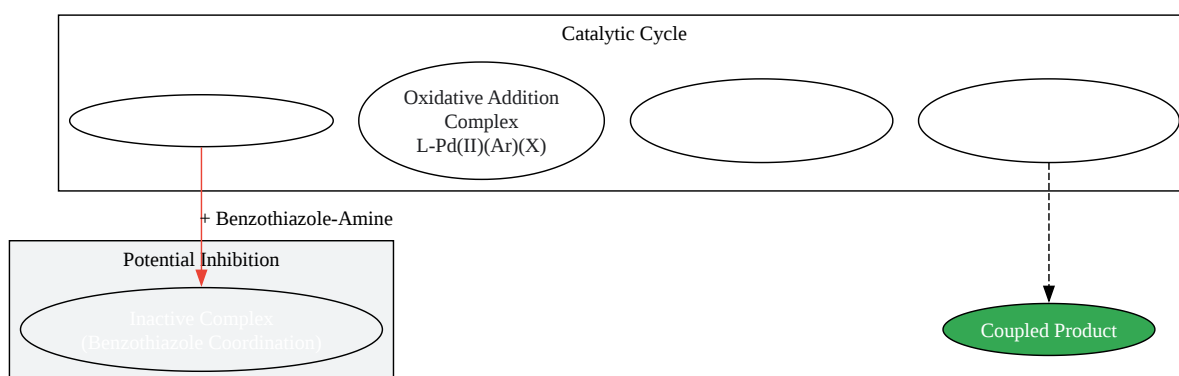 Catalytic Cycle
Oxidative Addition
Complex
L-Pd(II)(Ar)(X)
+ Benzothiazole-Amine
Potential Inhibition
Inactive Complex
(Benzothiazole Coordination)
Coupled Product